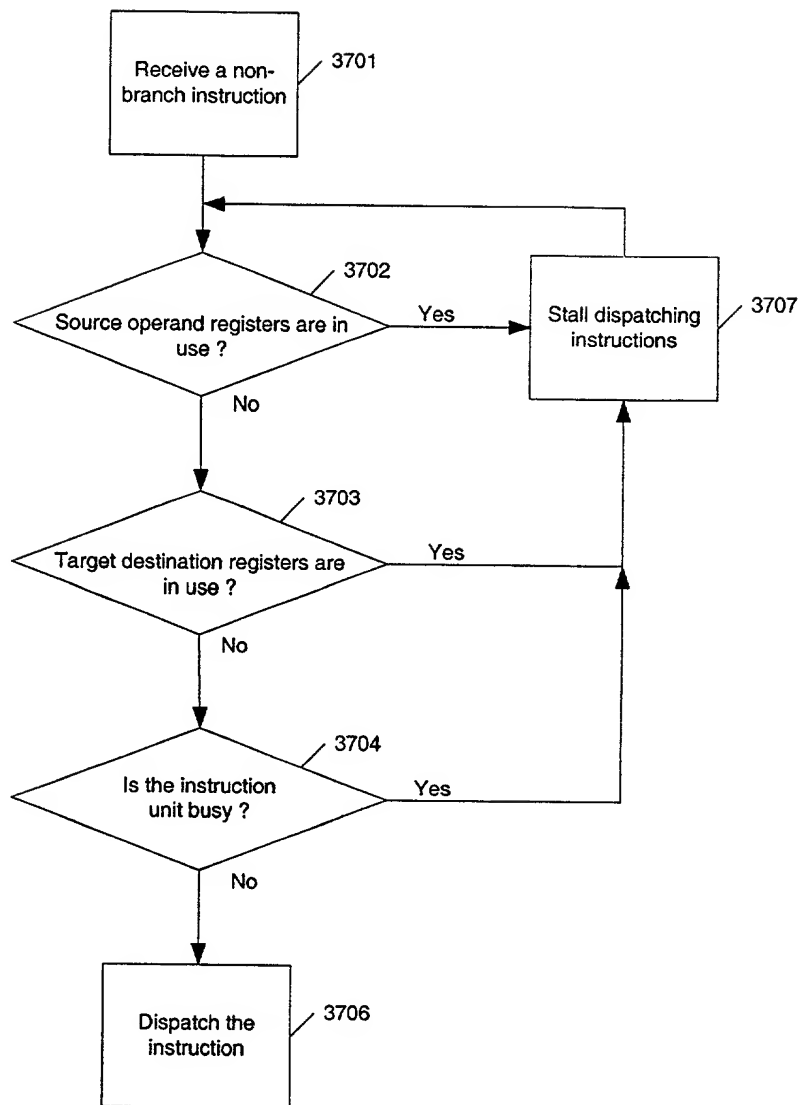 Receive a non-
branch instruction
3701
3702
Source operand registers are in
use ?
Yes
Stall dispatching
instructions
3707
No
3703
Target destination registers are
in use ?
Yes
No
3704
Is the instruction
unit busy ?
Yes
No
Dispatch the
instruction
3706